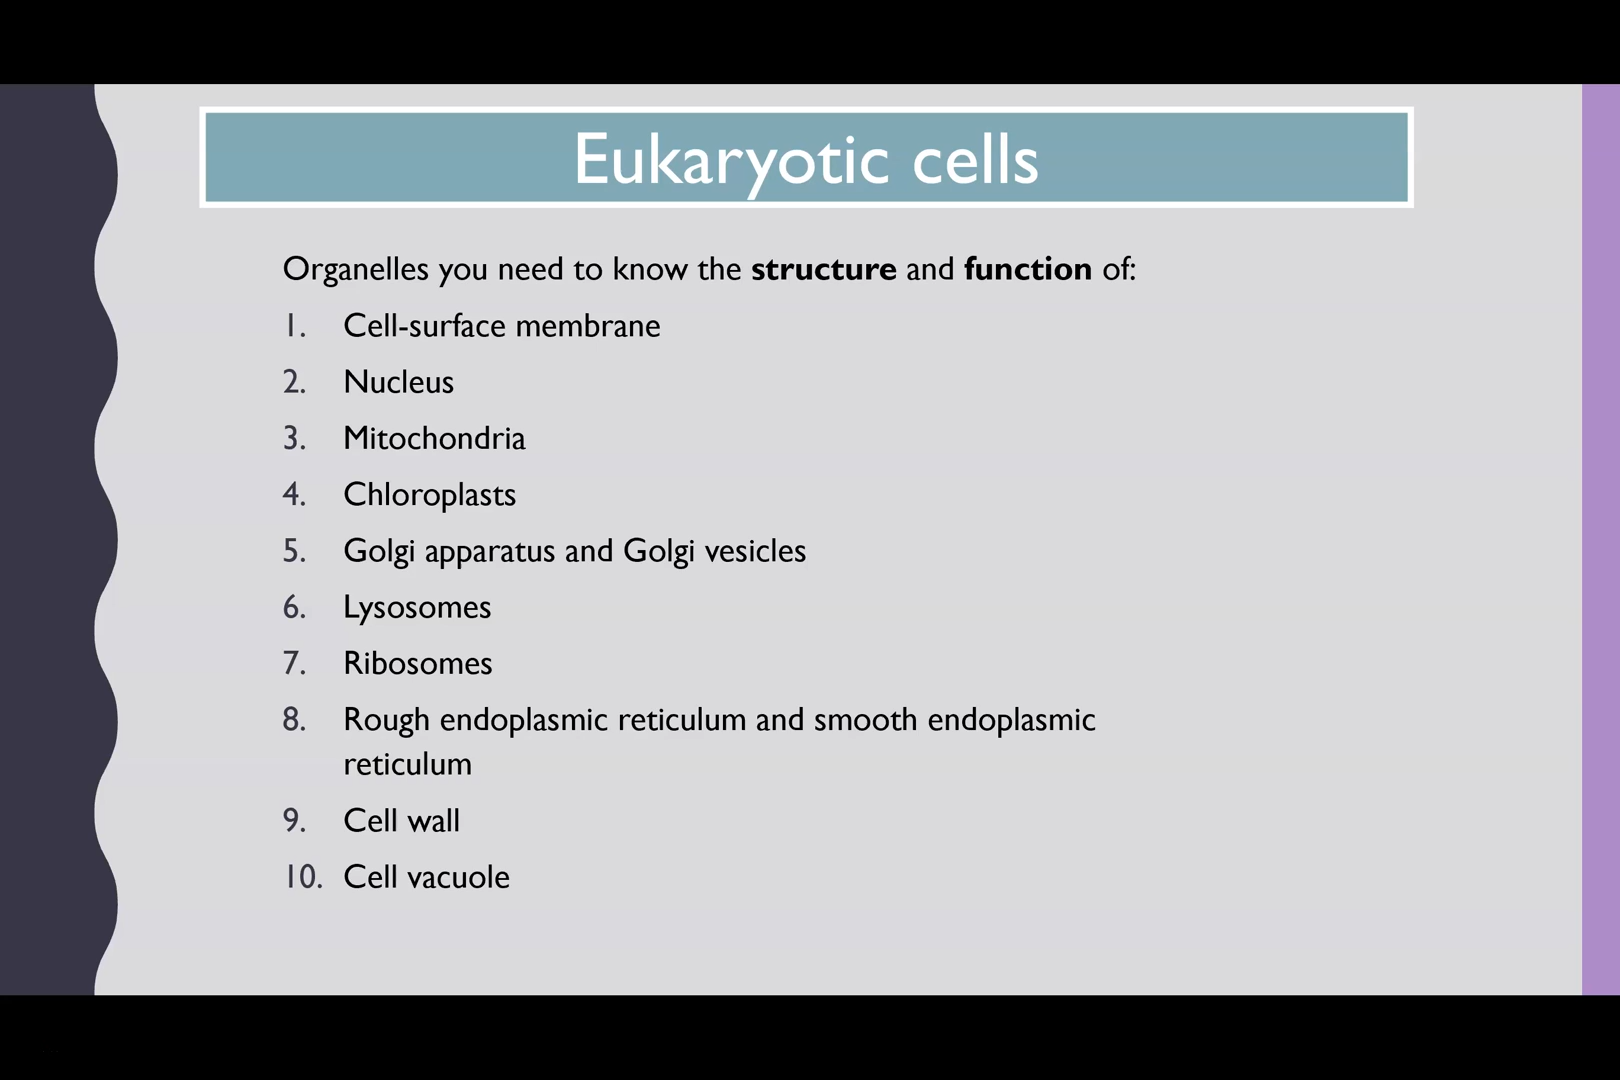 Eukaryotic cells
Organelles you need to know the structure and function of:
1. Cell-surface membrane
2. Nucleus
3. Mitochondria
4. Chloroplasts
5. Golgi apparatus and Golgi vesicles
6. Lysosomes
7. Ribosomes
8. Rough endoplasmic reticulum and smooth endoplasmic
reticulum
9. Cell wall
10. Cell vacuole